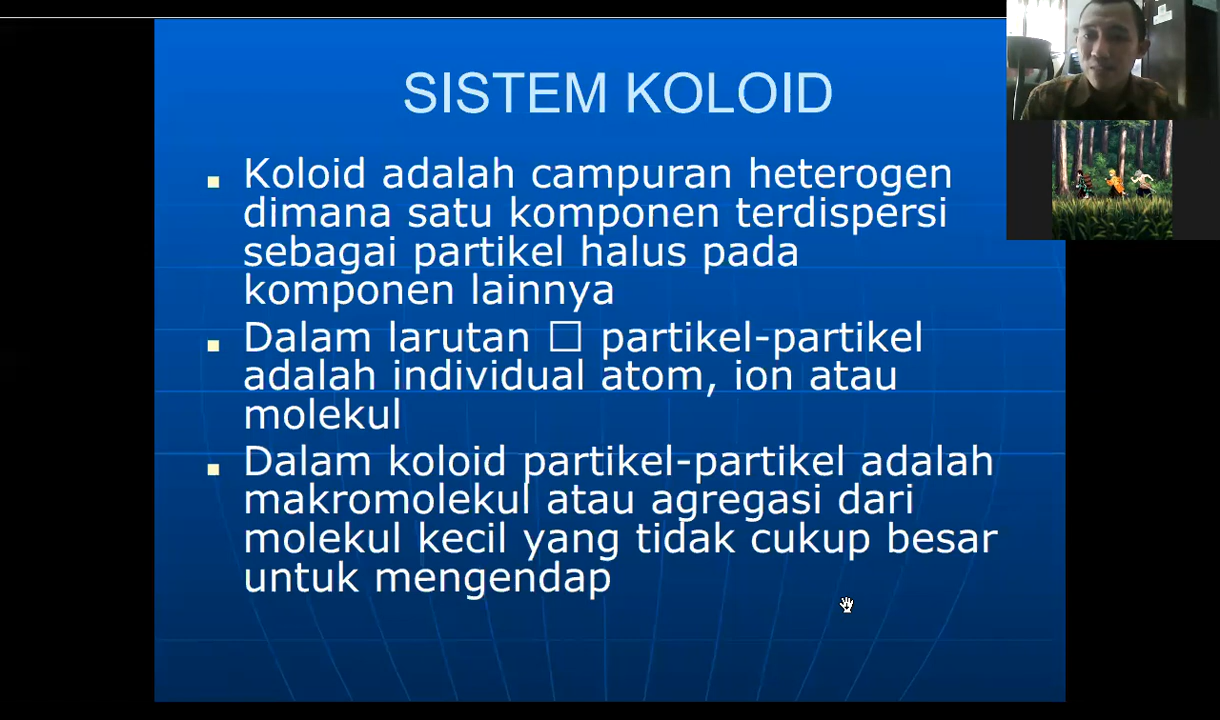 SISTEM KOLOID
Koloid adalah campuran heterogen
dimana satu komponen terdispersi
sebagai partikel halus pada
komponen lainnya
Dalam larutan □ partikel-partikel
adalah individual atom, ion atau
molekul
Dalam koloid partikel-partikel adalah
makromolekul atau agregasi dari
molekul kecil yang tidak cukup besar
untuk mengendap